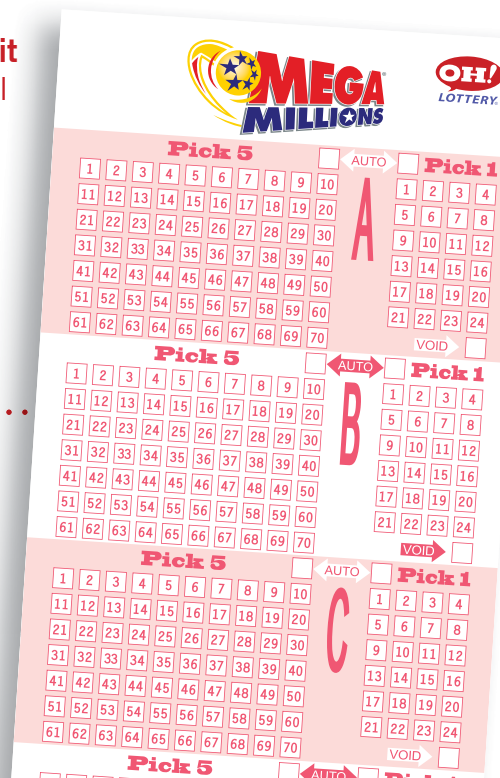 it
l
MEGA
MILLIONS
OH!
LOTTERY.
Pick 5 AUTO Pick 1
1 2 3 4 5 6 7 8 9 10 A 1 2 3 4
11 12 13 14 15 16 17 18 19 20 5 6 7 8
21 22 23 24 25 26 27 28 29 30 9 10 11 12
31 32 33 34 35 36 37 38 39 40 13 14 15 16
41 42 43 44 45 46 47 48 49 50 17 18 19 20
51 52 53 54 55 56 57 58 59 60 21 22 23 24
61 62 63 64 65 66 67 68 69 70 VOID
Pick 5 AUTO Pick 1
1 2 3 4 5 6 7 8 9 10 B 1 2 3 4
11 12 13 14 15 16 17 18 19 20 5 6 7 8
21 22 23 24 25 26 27 28 29 30 9 10 11 12
31 32 33 34 35 36 37 38 39 40 13 14 15 16
41 42 43 44 45 46 47 48 49 50 17 18 19 20
51 52 53 54 55 56 57 58 59 60 21 22 23 24
61 62 63 64 65 66 67 68 69 70 VOID
Pick 5 AUTO Pick 1
1 2 3 4 5 6 7 8 9 10 C 1 2 3 4
11 12 13 14 15 16 17 18 19 20 5 6 7 8
21 22 23 24 25 26 27 28 29 30 9 10 11 12
31 32 33 34 35 36 37 38 39 40 13 14 15 16
41 42 43 44 45 46 47 48 49 50 17 18 19 20
51 52 53 54 55 56 57 58 59 60 21 22 23 24
61 62 63 64 65 66 67 68 69 70 VOID
Pick 5 AUTO